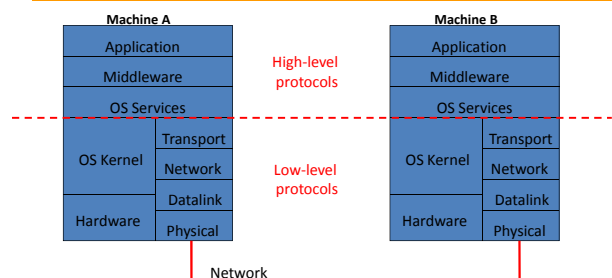 Machine A
Application
Middleware
OS Services
OS Kernel
Hardware
Transport
Network
Datalink
Physical
High-level
protocols
Low-level
protocols
Network
Machine B
Application
Middleware
OS Services
OS Kernel
Hardware
Transport
Network
Datalink
Physical